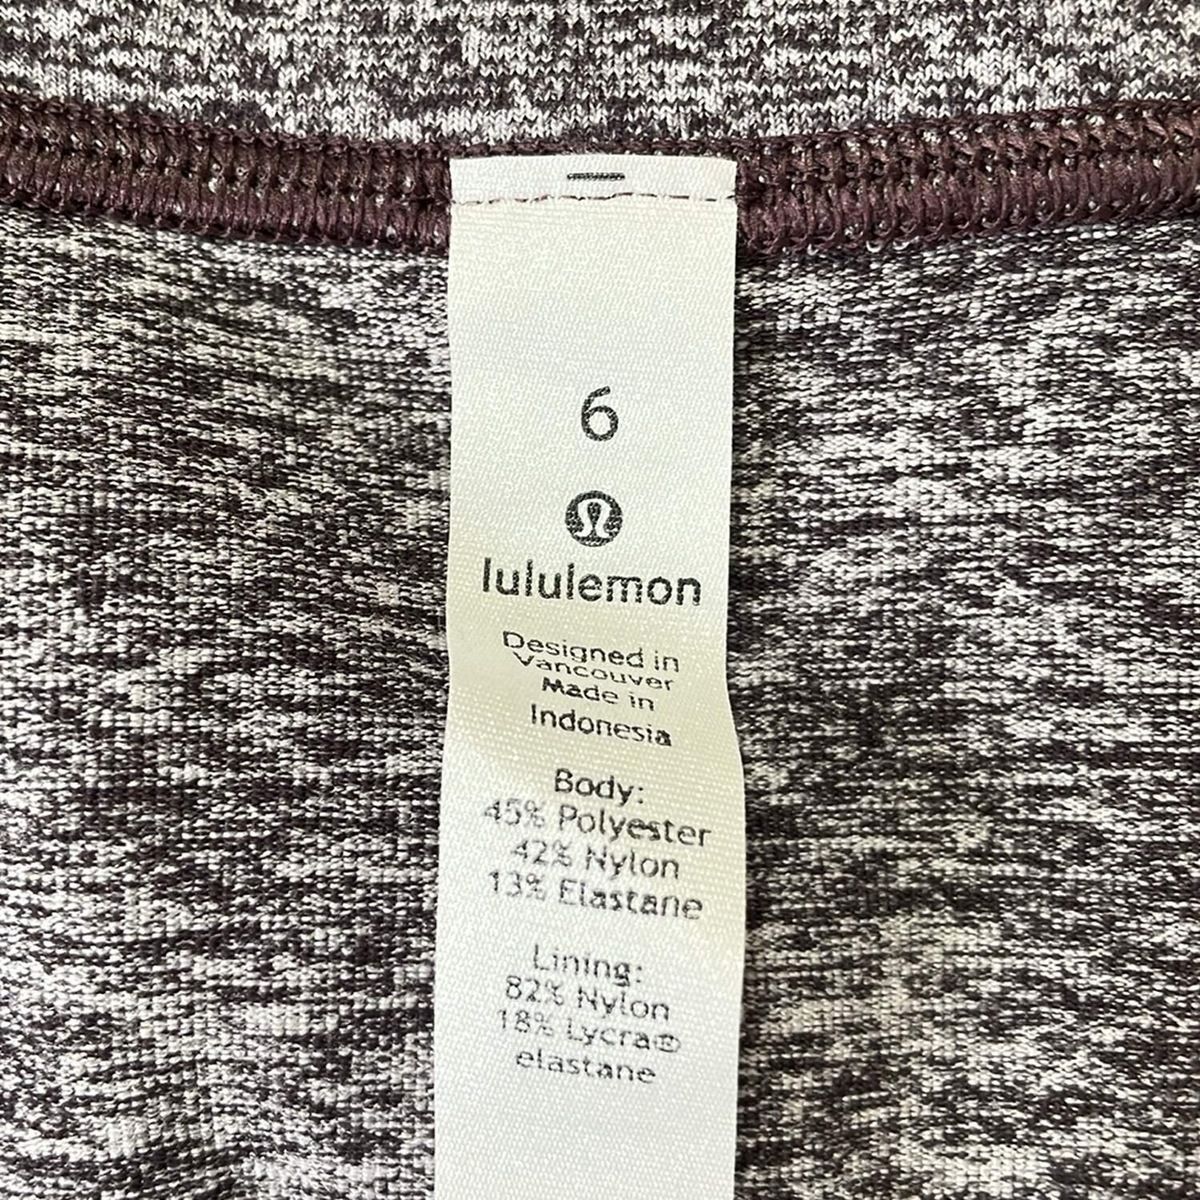 6
lululemon
Designed in
Vancouver
Made in
Indonesia
Body:
45% Polyester
42% Nylon
13% Elastane
Lining:
82% Nylon
18% Lycra®
elastane